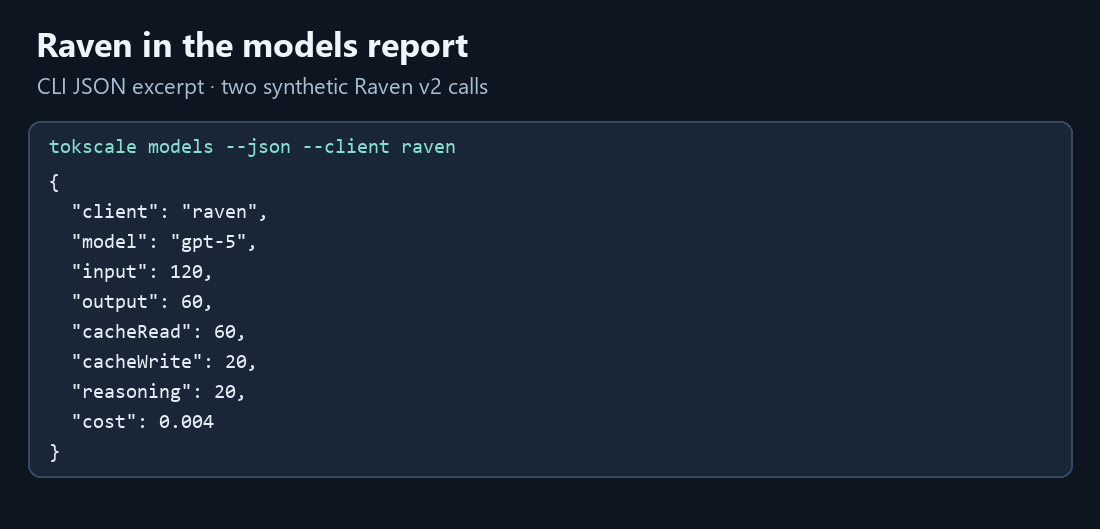 Raven in the models report
CLI JSON excerpt · two synthetic Raven v2 calls
tokscale models --json --client raven
{
  "client": "raven",
  "model": "gpt-5",
  "input": 120,
  "output": 60,
  "cacheRead": 60,
  "cacheWrite": 20,
  "reasoning": 20,
  "cost": 0.004
}